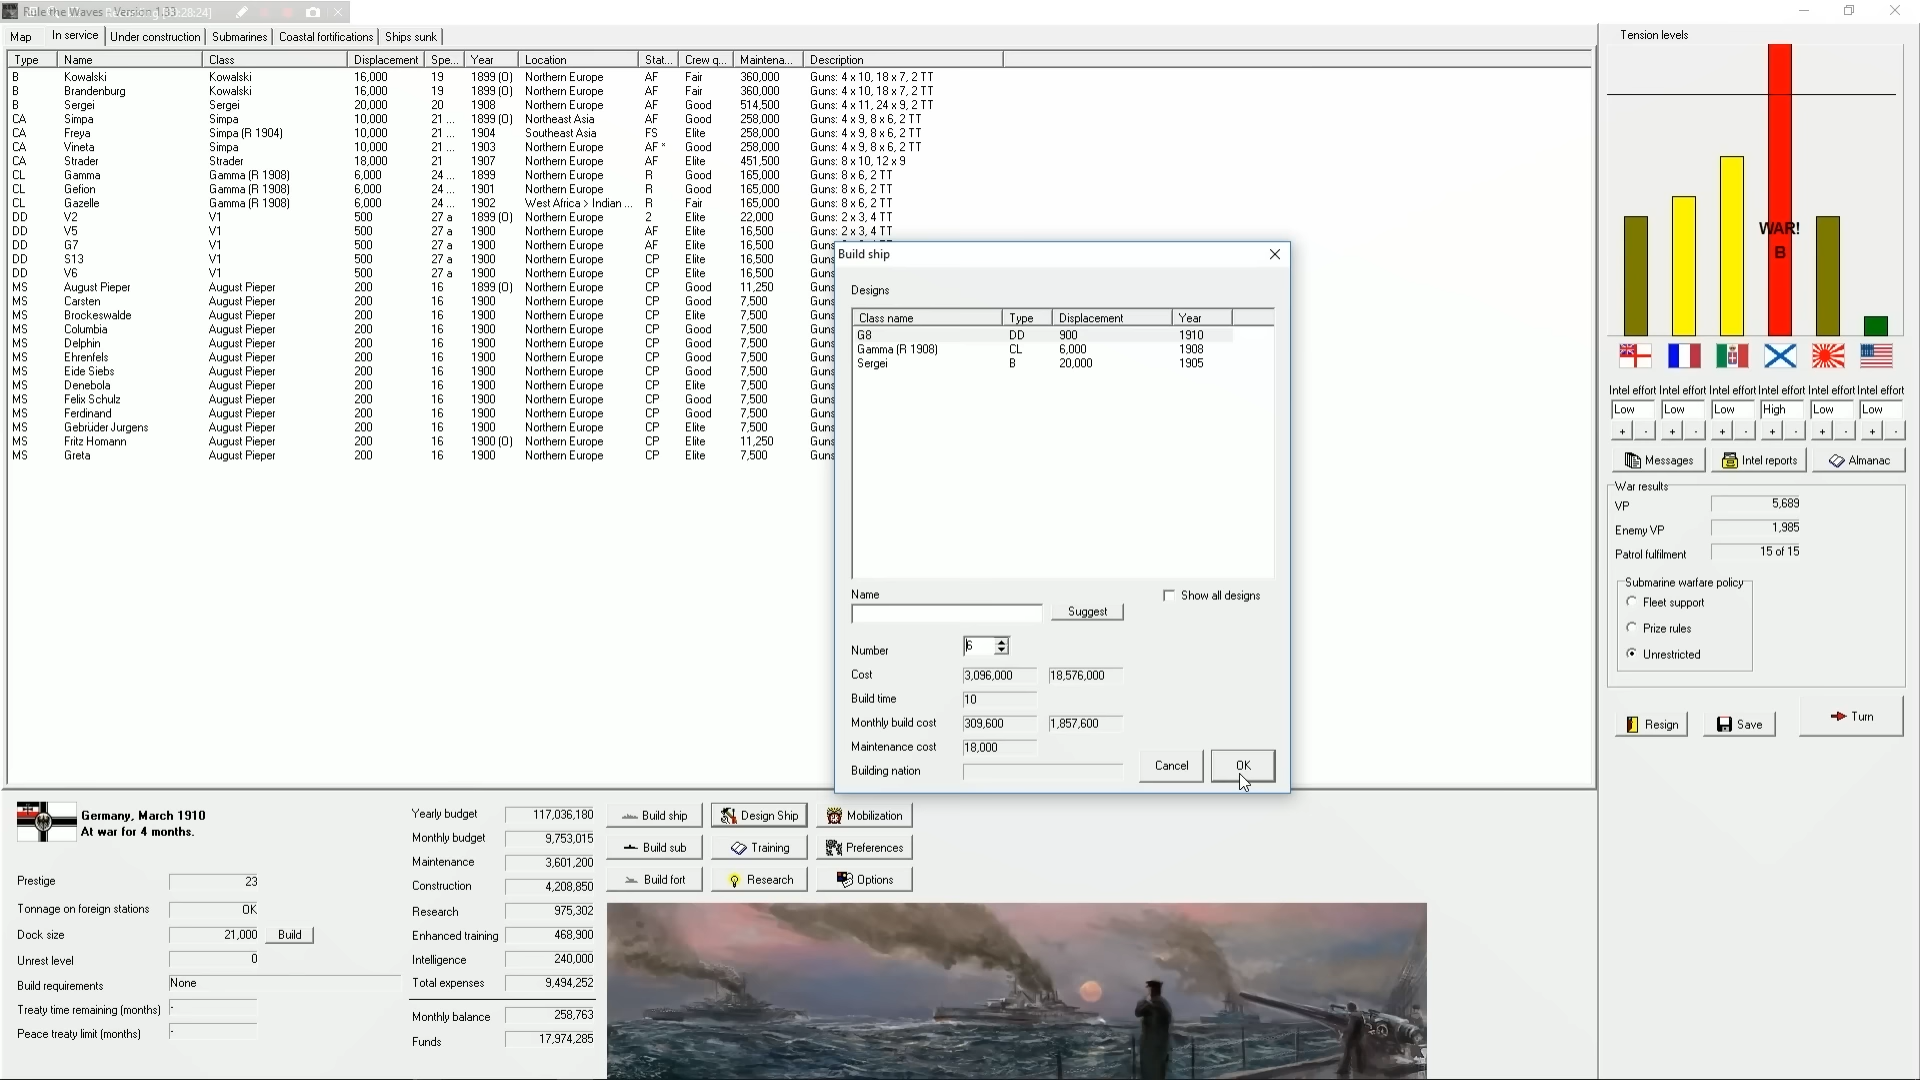 Rule the Waves - Version 1.33
Map In service Under construction Submarines Coastal fortifications Ships sunk
Type Name Class Displacement Spe... Year Location Stat... Crew q... Maintena... Description
B Kowalski Kowalski 16,000 19 1899 (O) Northern Europe AF Fair 360,000 Guns: 4 x 10, 18 x 7, 2 TT
B Brandenburg Kowalski 16,000 19 1899 (O) Northern Europe AF Fair 360,000 Guns: 4 x 10, 18 x 7, 2 TT
B Sergei Sergei 20,000 20 1908 Northern Europe AF Good 514,500 Guns: 4 x 11, 24 x 9, 2 TT
CA Simpa Simpa 10,000 21 ... 1899 (O) Northeast Asia AF Good 258,000 Guns: 4 x 9, 8 x 6, 2 TT
CA Freya Simpa (R 1904) 10,000 21 ... 1904 Southeast Asia FS Elite 258,000 Guns: 4 x 9, 8 x 6, 2 TT
CA Vineta Simpa 10,000 21 ... 1903 Northern Europe AF * Good 258,000 Guns: 4 x 9, 8 x 6, 2 TT
CA Strader Strader 18,000 21 1907 Northern Europe AF Elite 451,500 Guns: 8 x 10, 12 x 9
CL Gamma Gamma (R 1908) 6,000 24 ... 1899 Northern Europe R Good 165,000 Guns: 8 x 6, 2 TT
CL Gefion Gamma (R 1908) 6,000 24 ... 1901 Northern Europe R Good 165,000 Guns: 8 x 6, 2 TT
CL Gazelle Gamma (R 1908) 6,000 24 ... 1902 West Africa > Indian ... R Fair 165,000 Guns: 8 x 6, 2 TT
DD V2 V1 500 27 a 1899 (O) Northern Europe 2 Elite 22,000 Guns: 2 x 3, 4 TT
DD V5 V1 500 27 a 1900 Northern Europe AF Elite 16,500 Guns: 2 x 3, 4 TT
DD G7 V1 500 27 a 1900 Northern Europe AF Elite 16,500
DD S13 V1 500 27 a 1900 Northern Europe CP Elite 16,500 Guns
DD V6 V1 500 27 a 1900 Northern Europe CP Elite 16,500 Guns
MS August Pieper August Pieper 200 16 1899 (O) Northern Europe CP Good 11,250 Guns
MS Carsten August Pieper 200 16 1900 Northern Europe CP Good 7,500 Guns
MS Brockeswalde August Pieper 200 16 1900 Northern Europe CP Elite 7,500 Guns
MS Columbia August Pieper 200 16 1900 Northern Europe CP Good 7,500 Guns
MS Delphin August Pieper 200 16 1900 Northern Europe CP Good 7,500 Guns
MS Ehrenfels August Pieper 200 16 1900 Northern Europe CP Good 7,500 Guns
MS Eide Siebs August Pieper 200 16 1900 Northern Europe CP Good 7,500 Guns
MS Denebola August Pieper 200 16 1900 Northern Europe CP Elite 7,500 Guns
MS Felix Schulz August Pieper 200 16 1900 Northern Europe CP Good 7,500 Guns
MS Ferdinand August Pieper 200 16 1900 Northern Europe CP Good 7,500 Guns
MS Gebrüder Jurgens August Pieper 200 16 1900 Northern Europe CP Elite 7,500 Guns
MS Fritz Homann August Pieper 200 16 1900 (O) Northern Europe CP Elite 11,250 Guns
MS Greta August Pieper 200 16 1900 Northern Europe CP Elite 7,500 Guns
Build ship
Designs
Class name Type Displacement Year
G8 DD 900 1910
Gamma (R 1908) CL 6,000 1908
Sergei B 20,000 1905
Name
Suggest
Show all designs
Number 6
Cost 3,096,000 18,576,000
Build time 10
Monthly build cost 309,600 1,857,600
Maintenance cost 18,000
Building nation
Cancel OK
Tension levels
WAR!
B
Intel effort Intel effort Intel effort Intel effort Intel effort Intel effort
Low Low Low High Low Low
+ - + - + - + - + - + -
Messages Intel reports Almanac
War results
VP 5,689
Enemy VP 1,985
Patrol fulfilment 15 of 15
Submarine warfare policy
Fleet support
Prize rules
Unrestricted
Resign Save Turn
Germany, March 1910
At war for 4 months.
Prestige 23
Tonnage on foreign stations OK
Dock size 21,000 Build
Unrest level 0
Build requirements None
Treaty time remaining (months) -
Peace treaty limit (months) -
Yearly budget 117,036,180
Monthly budget 9,753,015
Maintenance 3,601,200
Construction 4,208,850
Research 975,302
Enhanced training 468,900
Intelligence 240,000
Total expenses 9,494,252
Monthly balance 258,763
Funds 17,974,285
Build ship Design Ship Mobilization
Build sub Training Preferences
Build fort Research Options